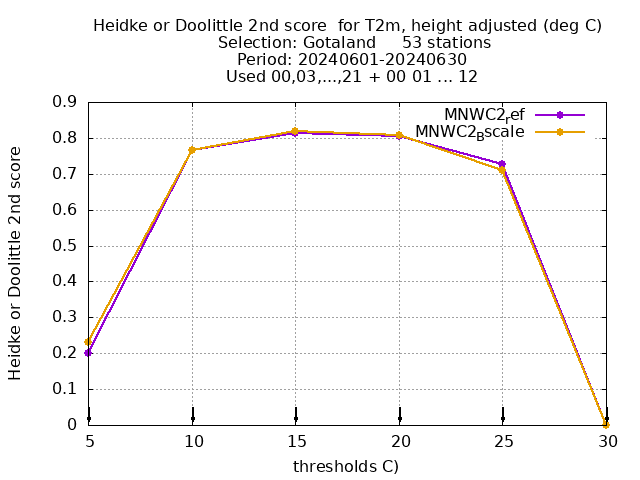 Heidke or Doolittle 2nd score  for T2m, height adjusted (deg C)
Selection: Gotaland     53 stations
Period: 20240601-20240630
Used 00,03,...,21 + 00 01 ... 12
MNWC2_ref
MNWC2_Bscale
Heidke or Doolittle 2nd score
0.9
0.8
0.7
0.6
0.5
0.4
0.3
0.2
0.1
0
5 10 15 20 25 30
thresholds C)